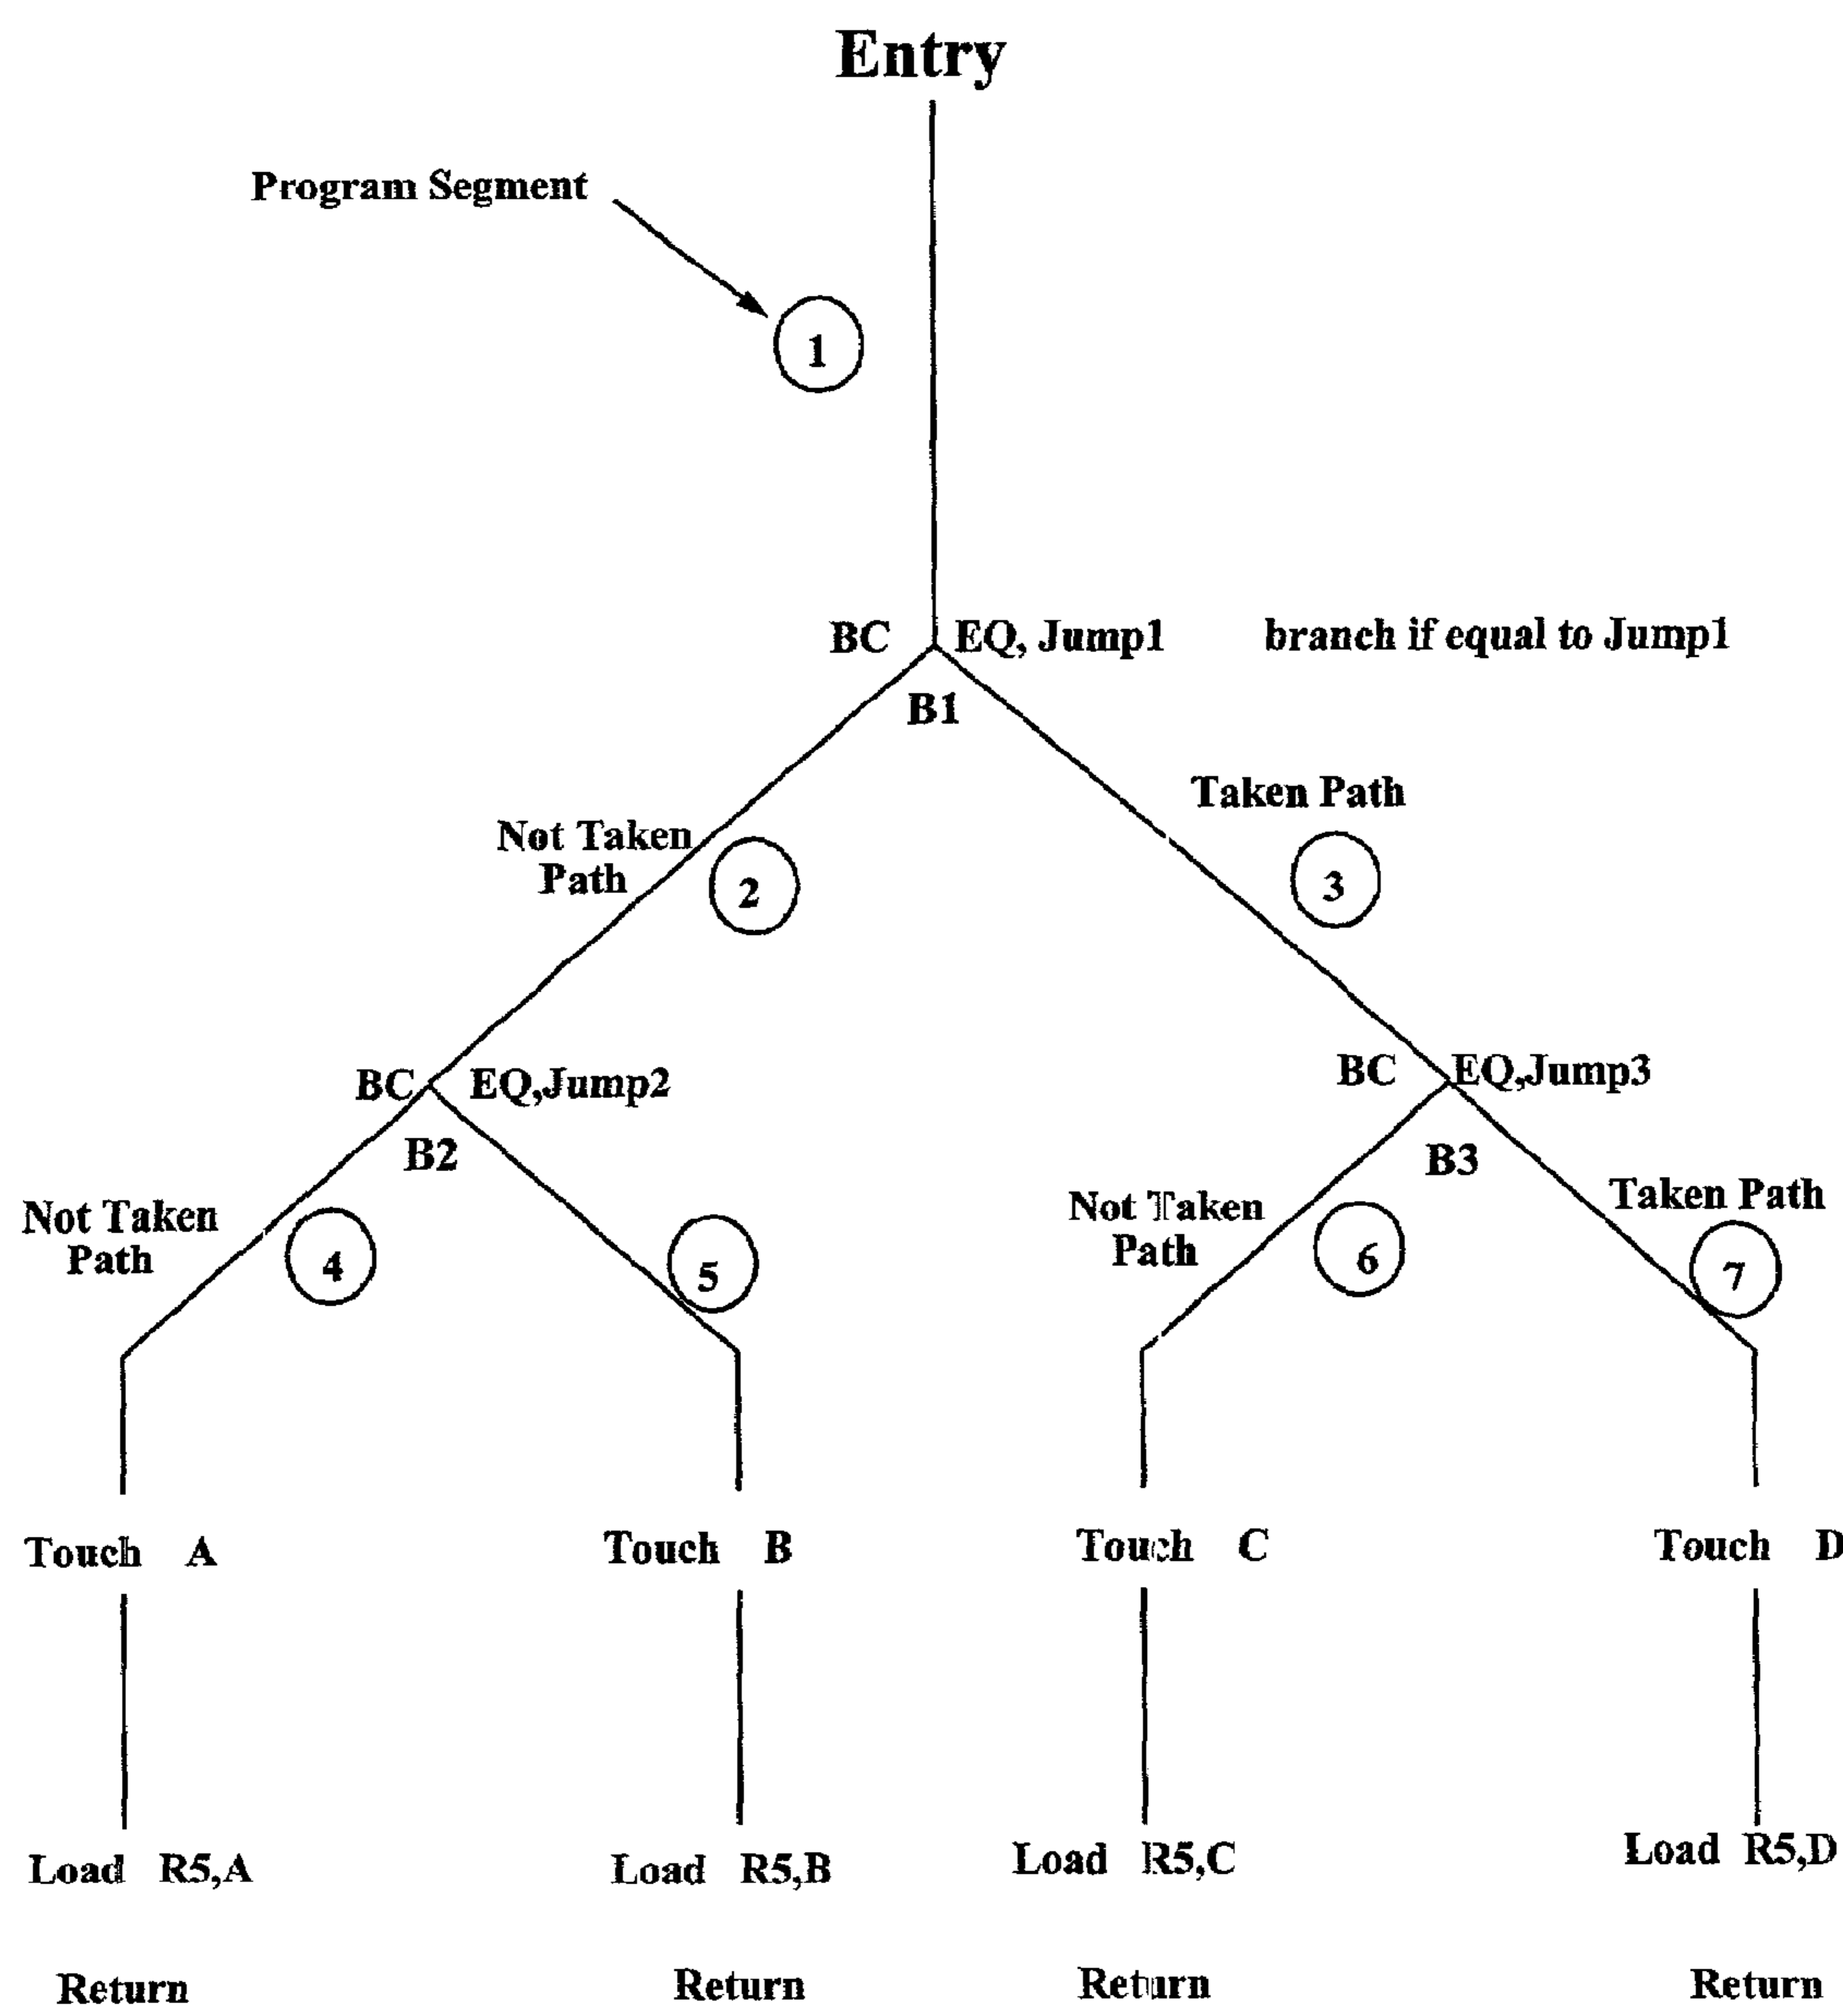 Entry
Program Segment
1
BC EQ, Jump1 branch if equal to Jump1
B1
Taken Path
Not Taken
Path
2
3
BC EQ,Jump2
BC EQ,Jump3
B2
B3
Not Taken
Path
4
5
Not Taken
Path
6
Taken Path
7
Touch A
Touch B
Touch C
Touch D
Load R5,A
Load R5,B
Load R5,C
Load R5,D
Return
Return
Return
Return